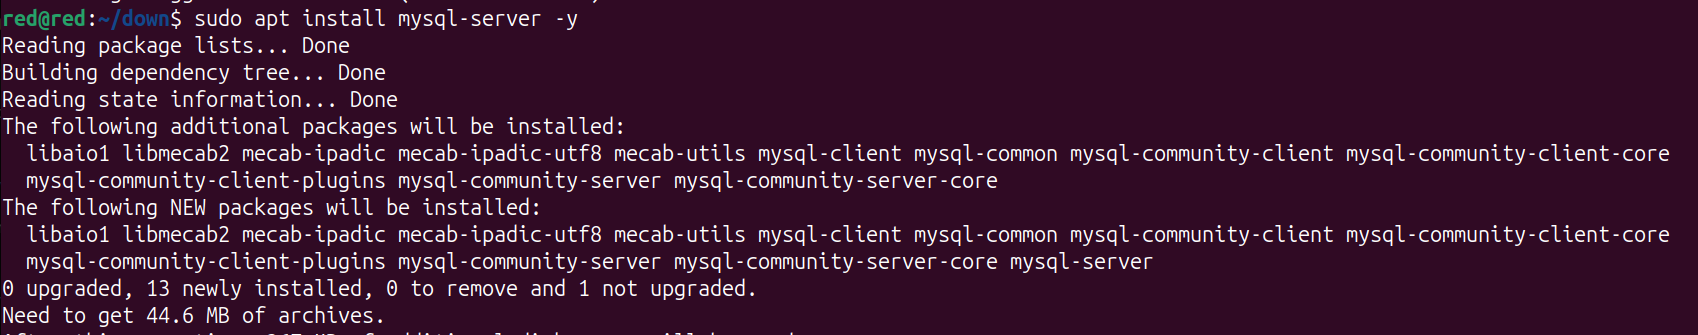 red@red:~/down$ sudo apt install mysql-server -y
Reading package lists... Done
Building dependency tree... Done
Reading state information... Done
The following additional packages will be installed:
  libaio1 libmecab2 mecab-ipadic mecab-ipadic-utf8 mecab-utils mysql-client mysql-common mysql-community-client mysql-community-client-core
  mysql-community-client-plugins mysql-community-server mysql-community-server-core
The following NEW packages will be installed:
  libaio1 libmecab2 mecab-ipadic mecab-ipadic-utf8 mecab-utils mysql-client mysql-common mysql-community-client mysql-community-client-core
  mysql-community-client-plugins mysql-community-server mysql-community-server-core mysql-server
0 upgraded, 13 newly installed, 0 to remove and 1 not upgraded.
Need to get 44.6 MB of archives.